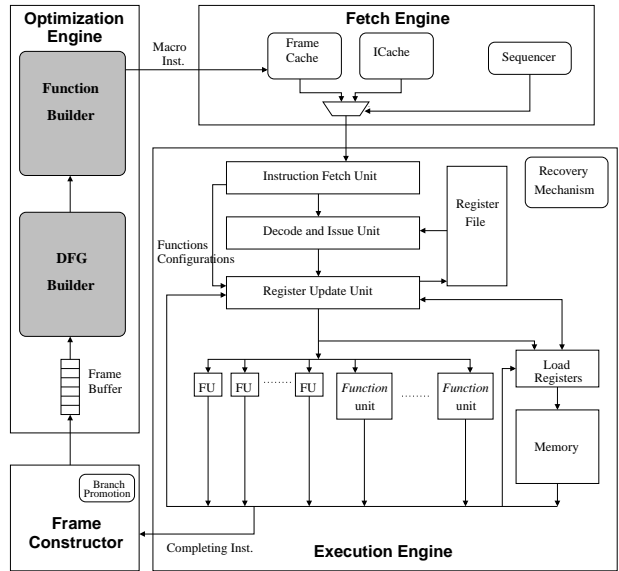 Optimization
Engine
Function
Builder
DFG
Builder
Frame
Buffer
Macro
Inst.
Fetch Engine
Frame
Cache
ICache
Sequencer
Instruction Fetch Unit
Recovery
Mechanism
Register
File
Decode and Issue Unit
Functions
Configurations
Register Update Unit
FU
FU
........
FU
Function
unit
........
Function
unit
Load
Registers
Memory
Branch
Promotion
Frame
Constructor
Completing Inst.
Execution Engine